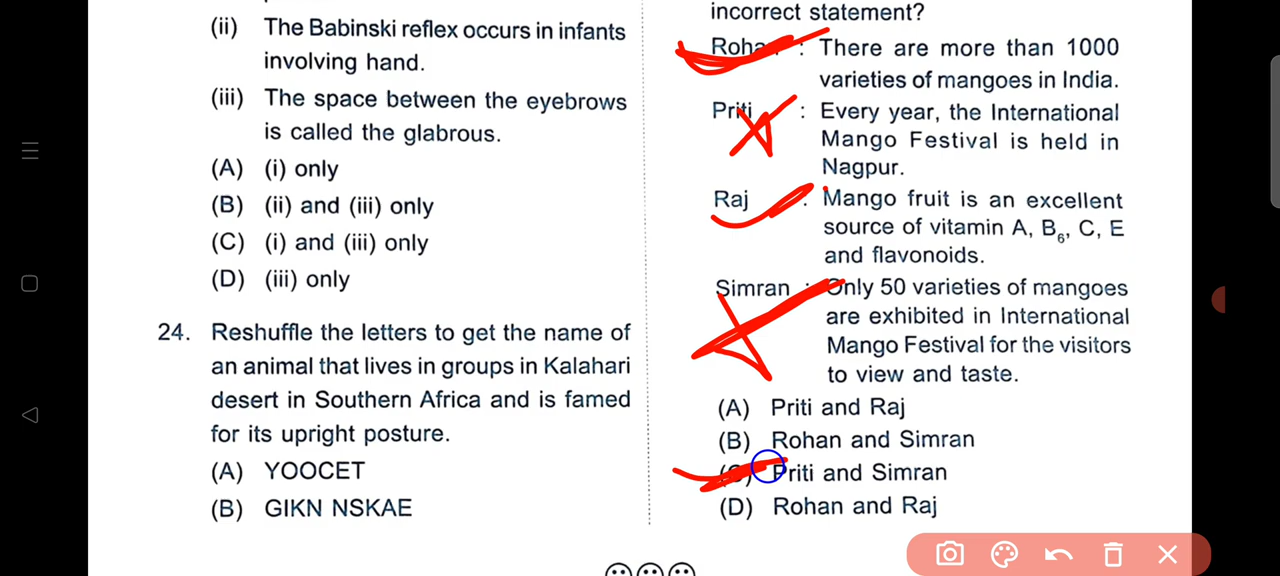 (ii) The Babinski reflex occurs in infants
involving hand.
(iii) The space between the eyebrows
is called the glabrous.
(A) (i) only
(B) (ii) and (iii) only
(C) (i) and (iii) only
(D) (iii) only
24. Reshuffle the letters to get the name of
an animal that lives in groups in Kalahari
desert in Southern Africa and is famed
for its upright posture.
(A) YOOCET
(B) GIKN NSKAE
incorrect statement?
Rohan : There are more than 1000
varieties of mangoes in India.
Priti : Every year, the International
Mango Festival is held in
Nagpur.
Raj : Mango fruit is an excellent
source of vitamin A, B6, C, E
and flavonoids.
Simran : Only 50 varieties of mangoes
are exhibited in International
Mango Festival for the visitors
to view and taste.
(A) Priti and Raj
(B) Rohan and Simran
(C) Priti and Simran
(D) Rohan and Raj